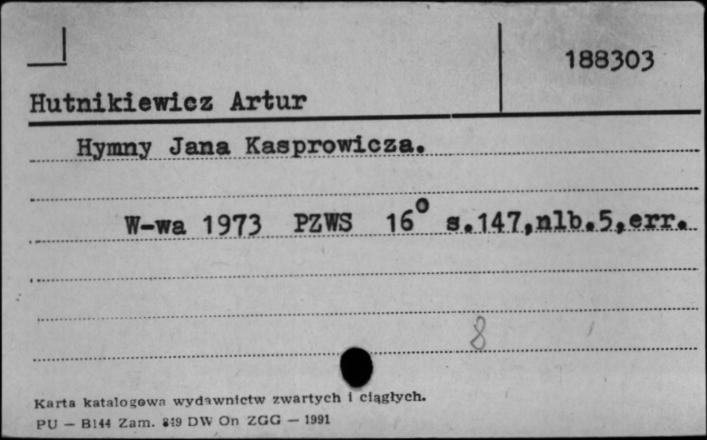 188303
Hutnikiewicz Artur
Hymny Jana Kasprowicza.
W-wa 1973 PZWS 16° s.147,nlb.5,err.
8
Karta katalogowa wydawnictw zwartych i ciągłych.
PU — B144 Zam. 849 DW On ZGG — 1991